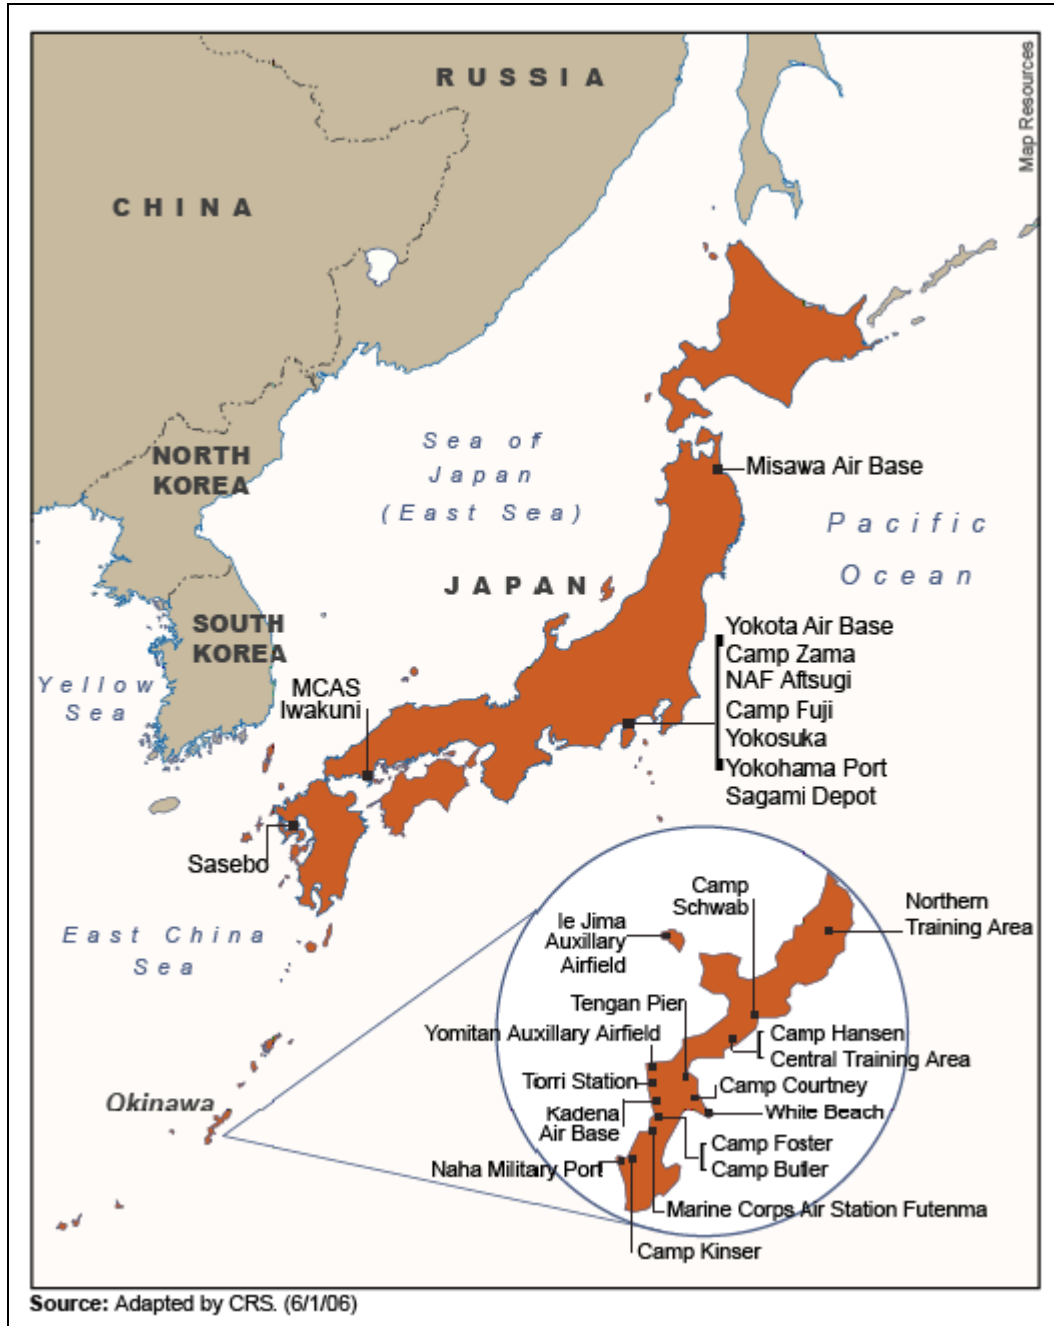 Map Resources
RUSSIA
CHINA
NORTH
KOREA
Sea of
Japan
(East Sea)
Misawa Air Base
Pacific
Ocean
JAPAN
SOUTH
KOREA
Yellow
Sea
MCAS
Iwakuni
Yokota Air Base
Camp Zama
NAF Aftsugi
Camp Fuji
Yokosuka
Yokohama Port
Sagami Depot
Sasebo
East China
Sea
Camp
Schwab
Northern
Training Area
Ie Jima
Auxillary
Airfield
Tengan Pier
Yomitan Auxillary Airfield
Camp Hansen
Central Training Area
Torri Station
Camp Courtney
White Beach
Kadena
Air Base
Okinawa
Camp Foster
Camp Butler
Naha Military Port
Marine Corps Air Station Futenma
Camp Kinser
Source: Adapted by CRS. (6/1/06)